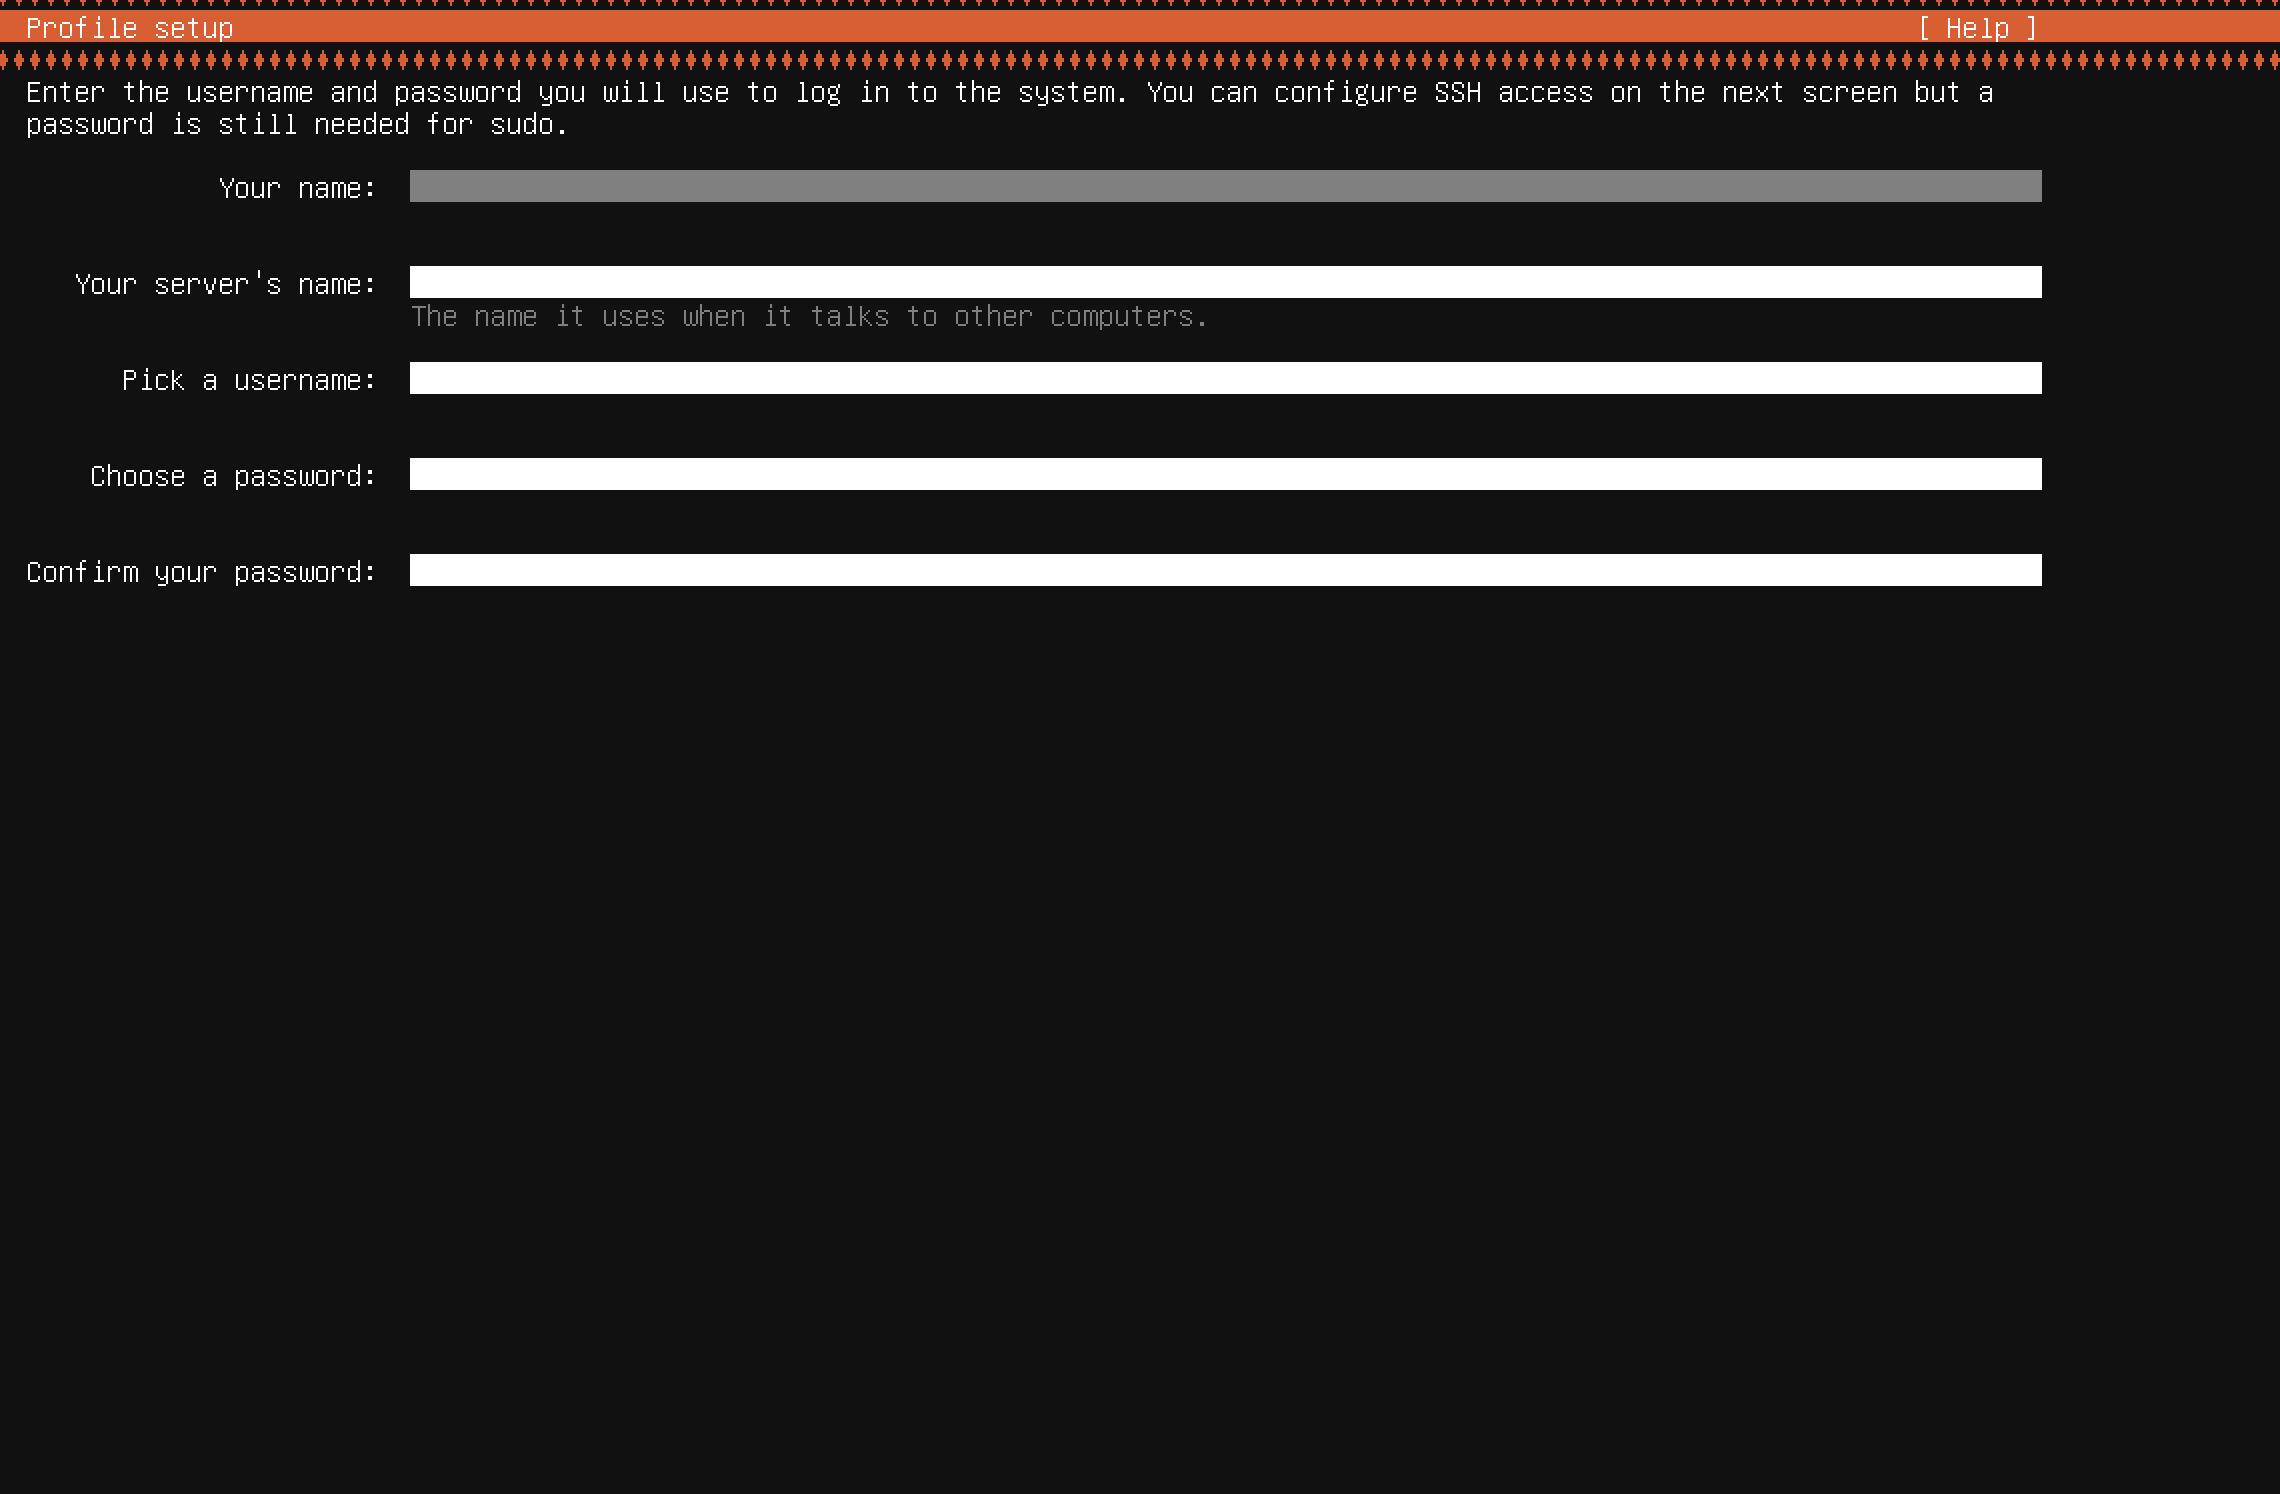 Profile setup [ Help ]
Enter the username and password you will use to log in to the system. You can configure SSH access on the next screen but a
password is still needed for sudo.
Your name:
Your server's name:
The name it uses when it talks to other computers.
Pick a username:
Choose a password:
Confirm your password: